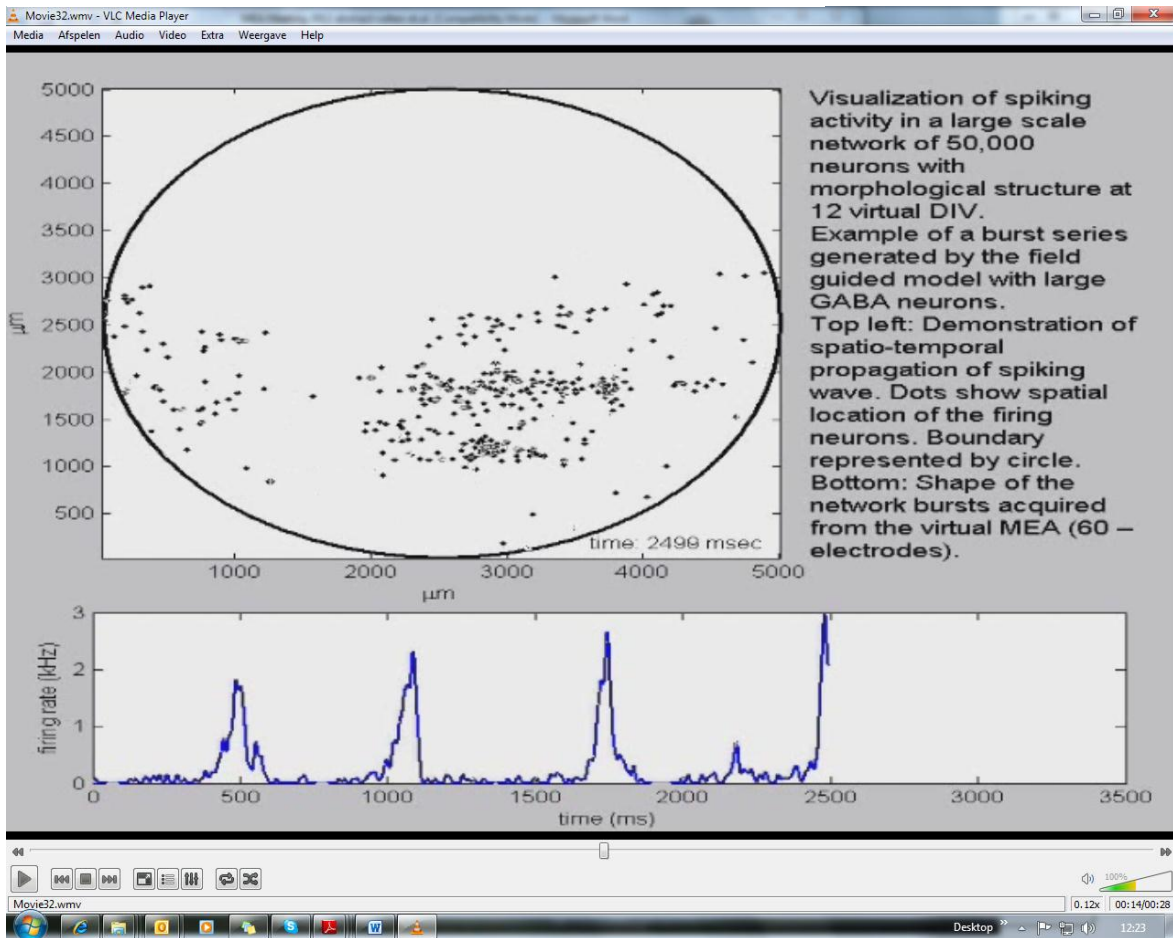 Movie32.wmv - VLC Media Player
Media Afspelen Audio Video Extra Weergave Help
5000
4500
4000
3500
3000
2500
2000
1500
1000
500
µm
time: 2499 msec
1000 2000 3000 4000 5000
µm
Visualization of spiking
activity in a large scale
network of 50,000
neurons with
morphological structure at
12 virtual DIV.
Example of a burst series
generated by the field
guided model with large
GABA neurons.
Top left: Demonstration of
spatio-temporal
propagation of spiking
wave. Dots show spatial
location of the firing
neurons. Boundary
represented by circle.
Bottom: Shape of the
network bursts acquired
from the virtual MEA (60 –
electrodes).
3
2
1
0
firing rate (kHz)
0 500 1000 1500 2000 2500 3000 3500
time (ms)
100%
Movie32.wmv 0.12x 00:14/00:28
Desktop 12:23